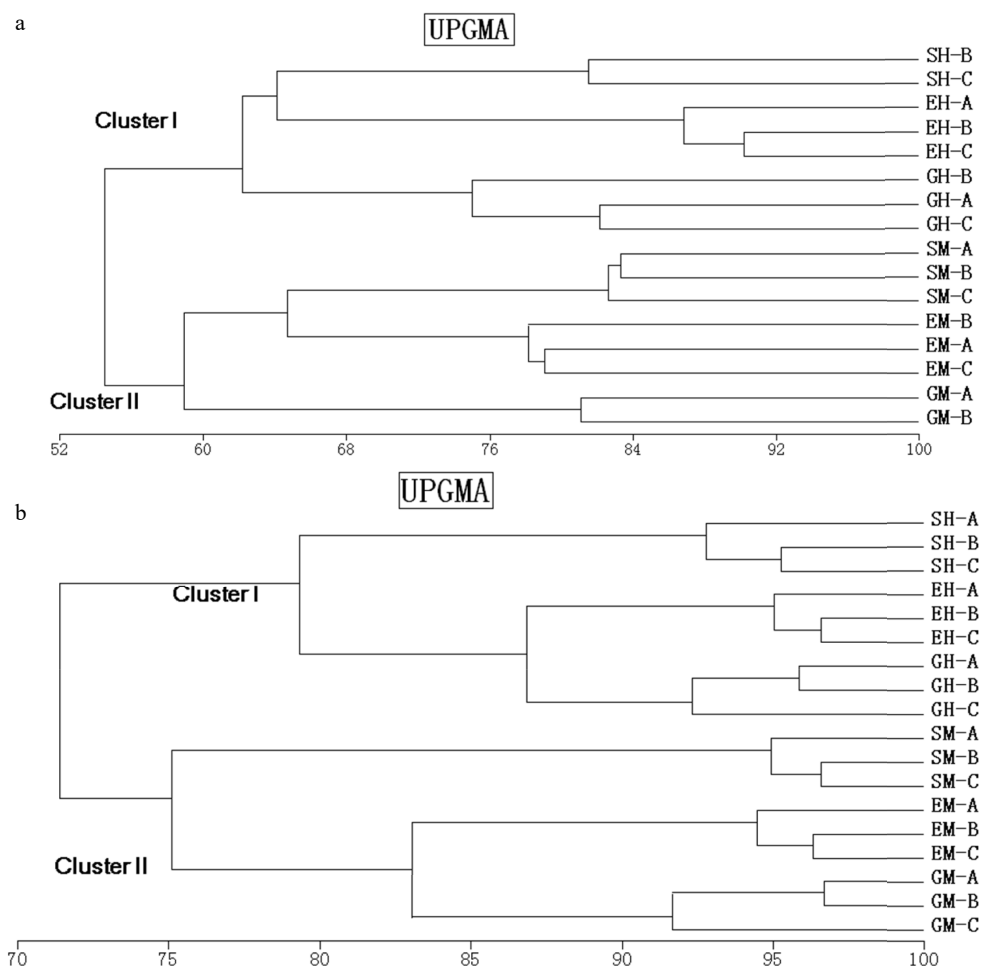 a
UPGMA
SH-B
SH-C
EH-A
Cluster I
EH-B
EH-C
GH-B
GH-A
GH-C
SM-A
SM-B
SM-C
EM-B
EM-A
EM-C
GM-A
Cluster II
GM-B
52 60 68 76 84 92 100
UPGMA
b
SH-A
SH-B
SH-C
EH-A
Cluster I
EH-B
EH-C
GH-A
GH-B
GH-C
SM-A
SM-B
SM-C
EM-A
EM-B
EM-C
Cluster II
GM-A
GM-B
GM-C
70 75 80 85 90 95 100